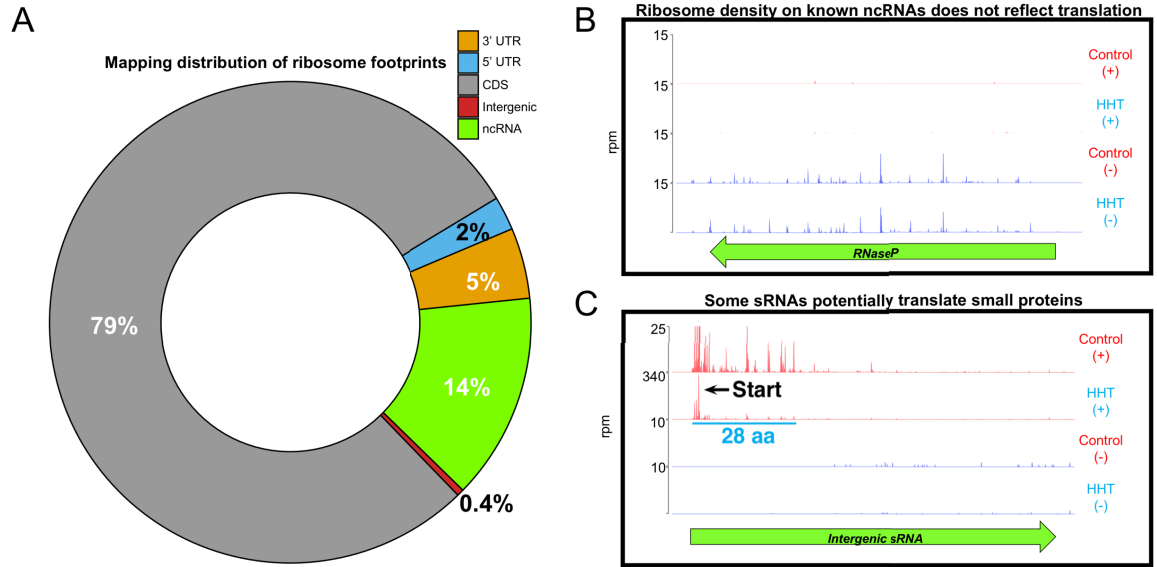 A
Mapping distribution of ribosome footprints
3’ UTR
5’ UTR
CDS
Intergenic
ncRNA
79%
2%
5%
14%
0.4%
B
Ribosome density on known ncRNAs does not reflect translation
rpm
15
15
15
15
Control
(+)
HHT
(+)
Control
(-)
HHT
(-)
RNaseP
C
Some sRNAs potentially translate small proteins
rpm
25
340
10
10
Control
(+)
Start
HHT
(+)
28 aa
Control
(-)
HHT
(-)
Intergenic sRNA